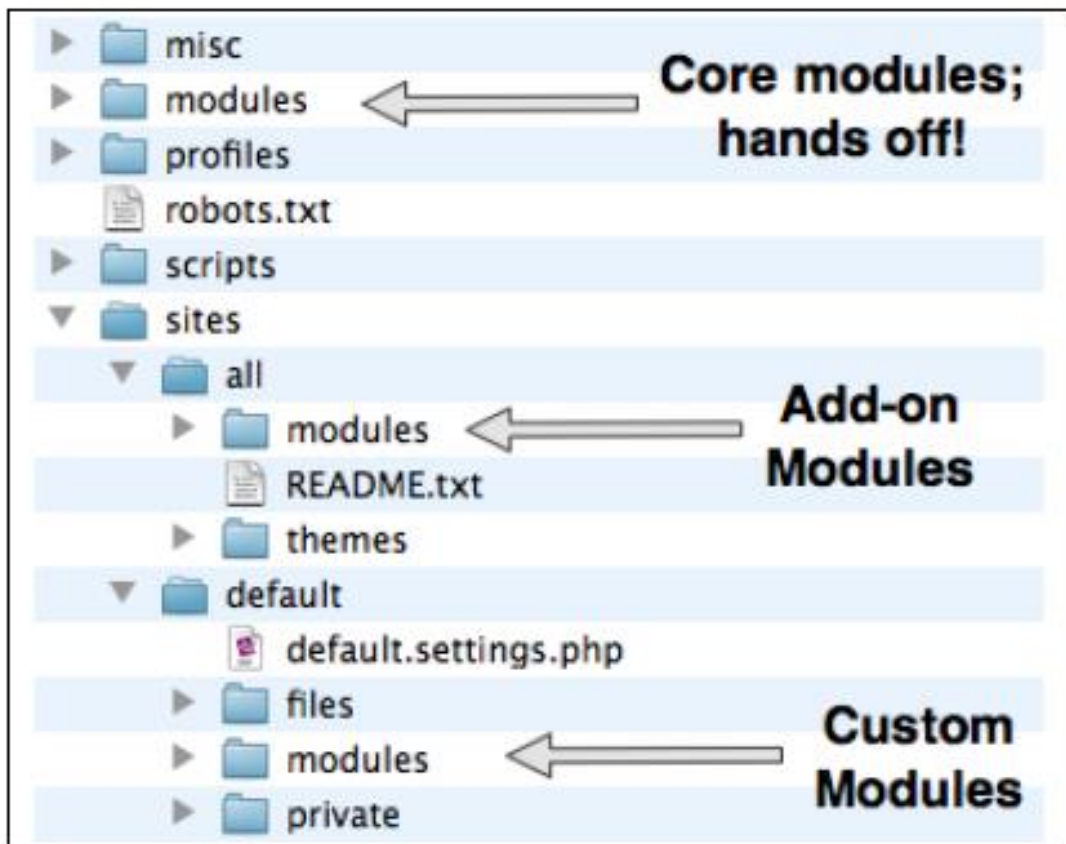 misc
modules
Core modules;
hands off!
profiles
robots.txt
scripts
sites
all
modules
Add-on
Modules
README.txt
themes
default
default.settings.php
files
modules
Custom
Modules
private